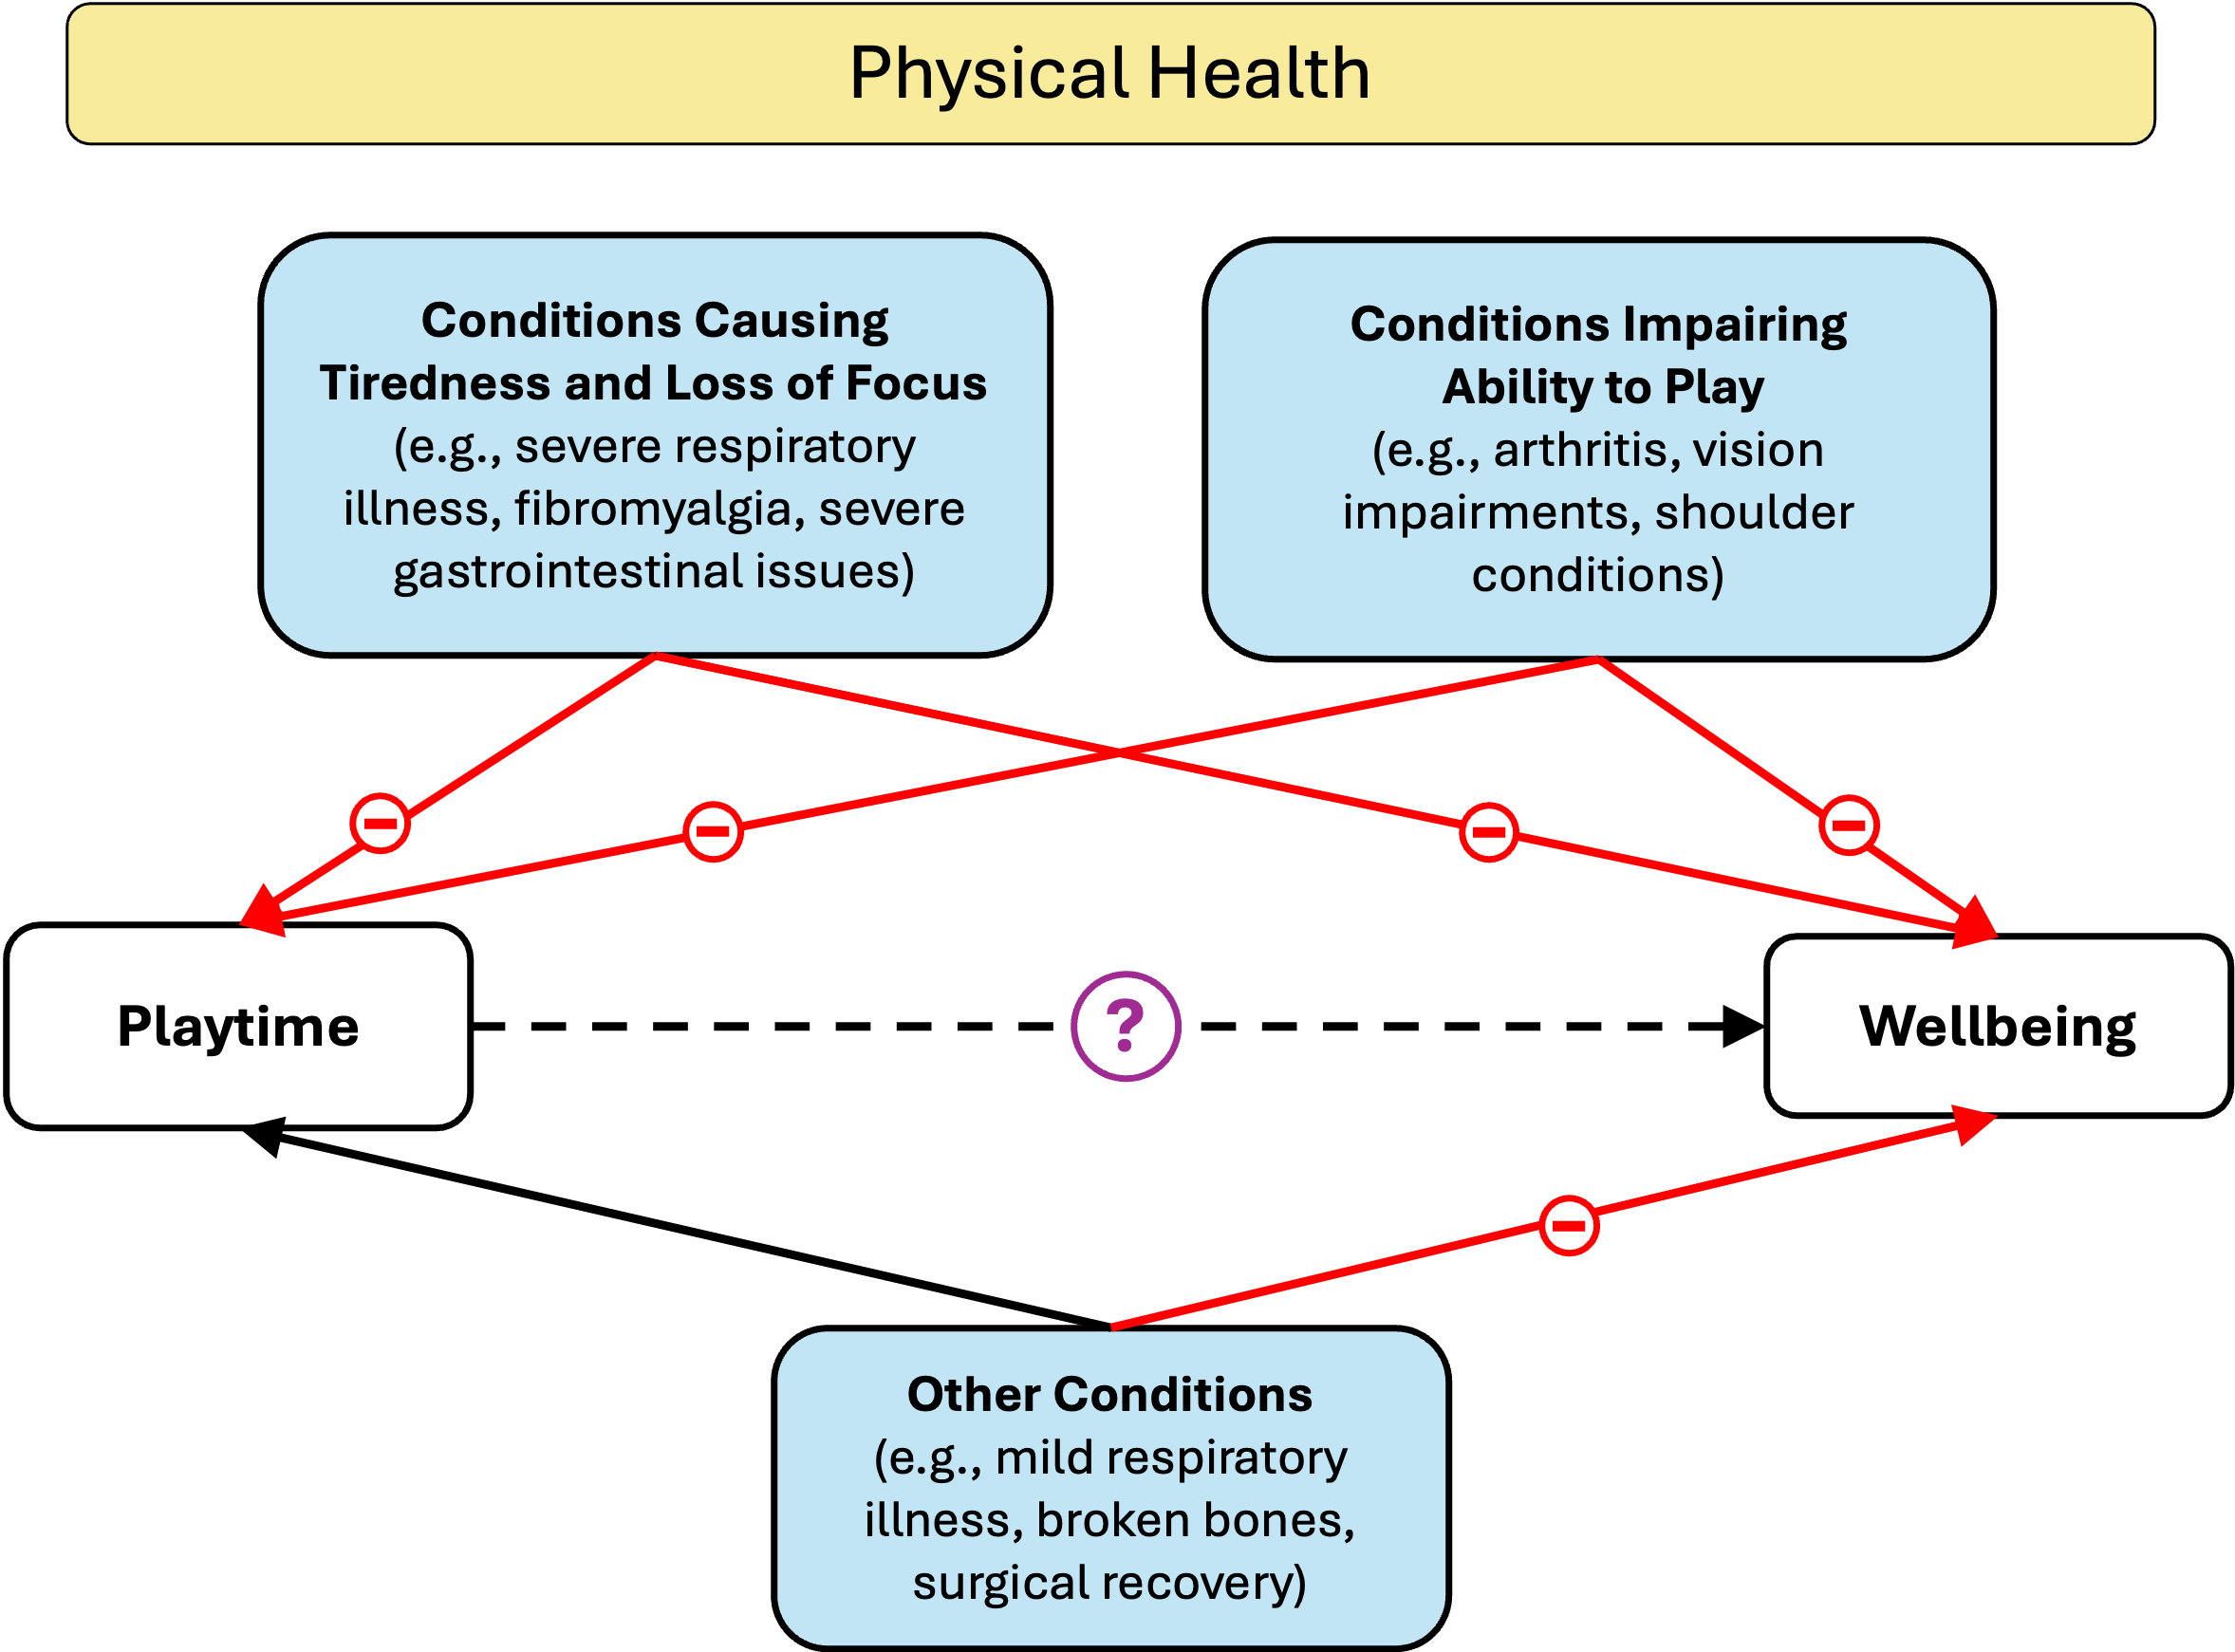 Physical Health
Conditions Causing
Tiredness and Loss of Focus
(e.g., severe respiratory
illness, fibromyalgia, severe
gastrointestinal issues)
Conditions Impairing
Ability to Play
(e.g., arthritis, vision
impairments, shoulder
conditions)
Playtime
?
Wellbeing
Other Conditions
(e.g., mild respiratory
illness, broken bones,
surgical recovery)